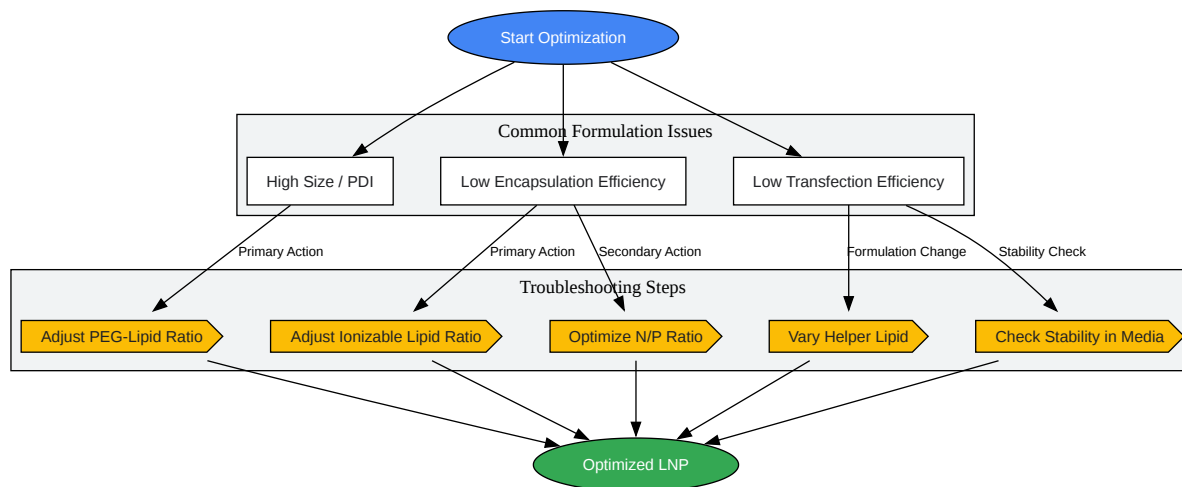 Start Optimization
Common Formulation Issues
High Size / PDI
Low Encapsulation Efficiency
Low Transfection Efficiency
Primary Action
Primary Action
Secondary Action
Formulation Change
Stability Check
Troubleshooting Steps
Adjust PEG-Lipid Ratio
Adjust Ionizable Lipid Ratio
Optimize N/P Ratio
Vary Helper Lipid
Check Stability in Media
Optimized LNP